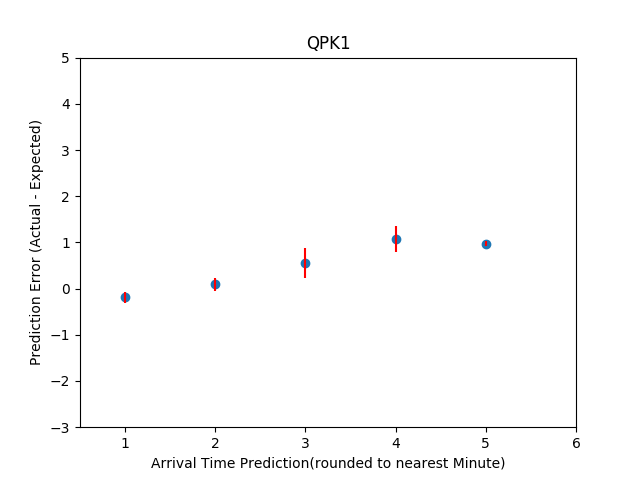 QPK1
5
4
3
2
1
0
−1
−2
−3
Prediction Error (Actual - Expected)
1 2 3 4 5 6
Arrival Time Prediction(rounded to nearest Minute)